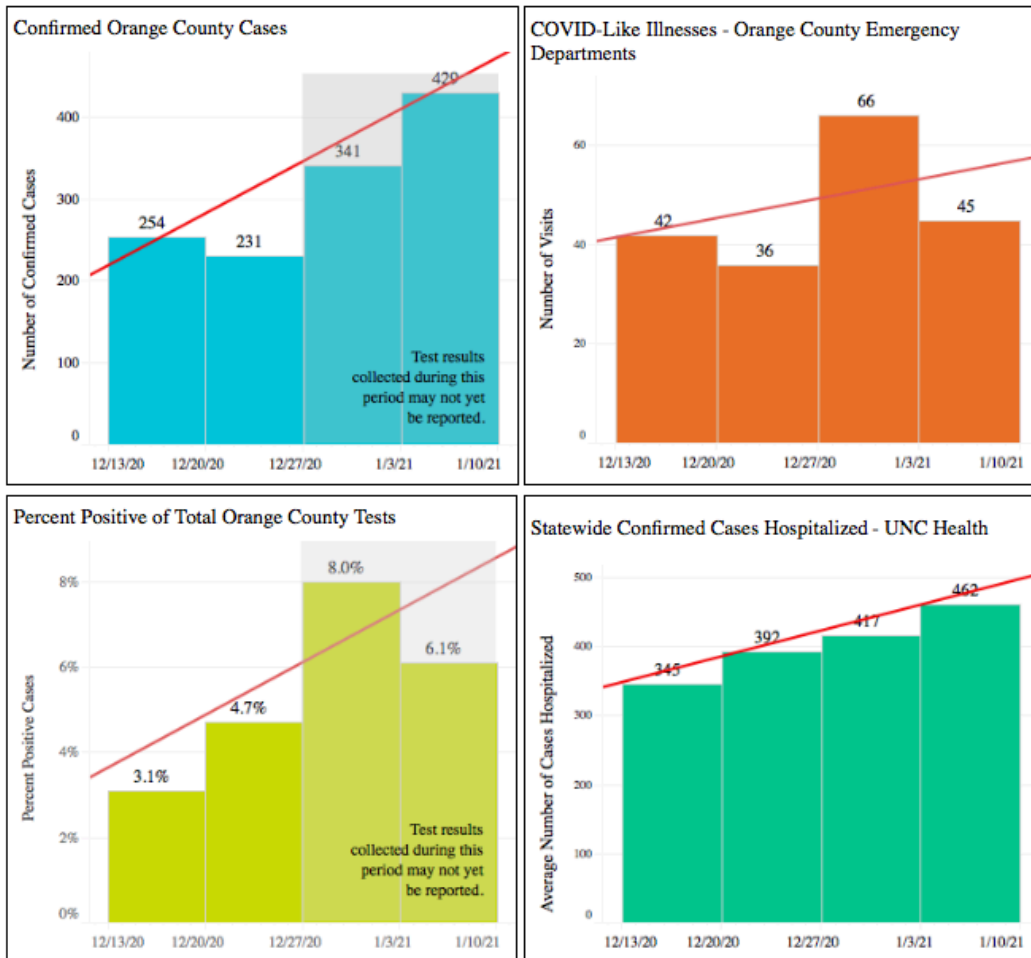 Confirmed Orange County Cases
Number of Confirmed Cases
400
300
200
100
0
254
231
341
429
Test results
collected during this
period may not yet
be reported.
12/13/20 12/20/20 12/27/20 1/3/21 1/10/21
COVID-Like Illnesses - Orange County Emergency
Departments
Number of Visits
60
40
20
0
42
36
66
45
12/13/20 12/20/20 12/27/20 1/3/21 1/10/21
Percent Positive of Total Orange County Tests
Percent Positive Cases
8%
6%
4%
2%
0%
3.1%
4.7%
8.0%
6.1%
Test results
collected during this
period may not yet
be reported.
12/13/20 12/20/20 12/27/20 1/3/21 1/10/21
Statewide Confirmed Cases Hospitalized - UNC Health
Average Number of Cases Hospitalized
500
400
300
200
100
0
345
392
417
462
12/13/20 12/20/20 12/27/20 1/3/21 1/10/21